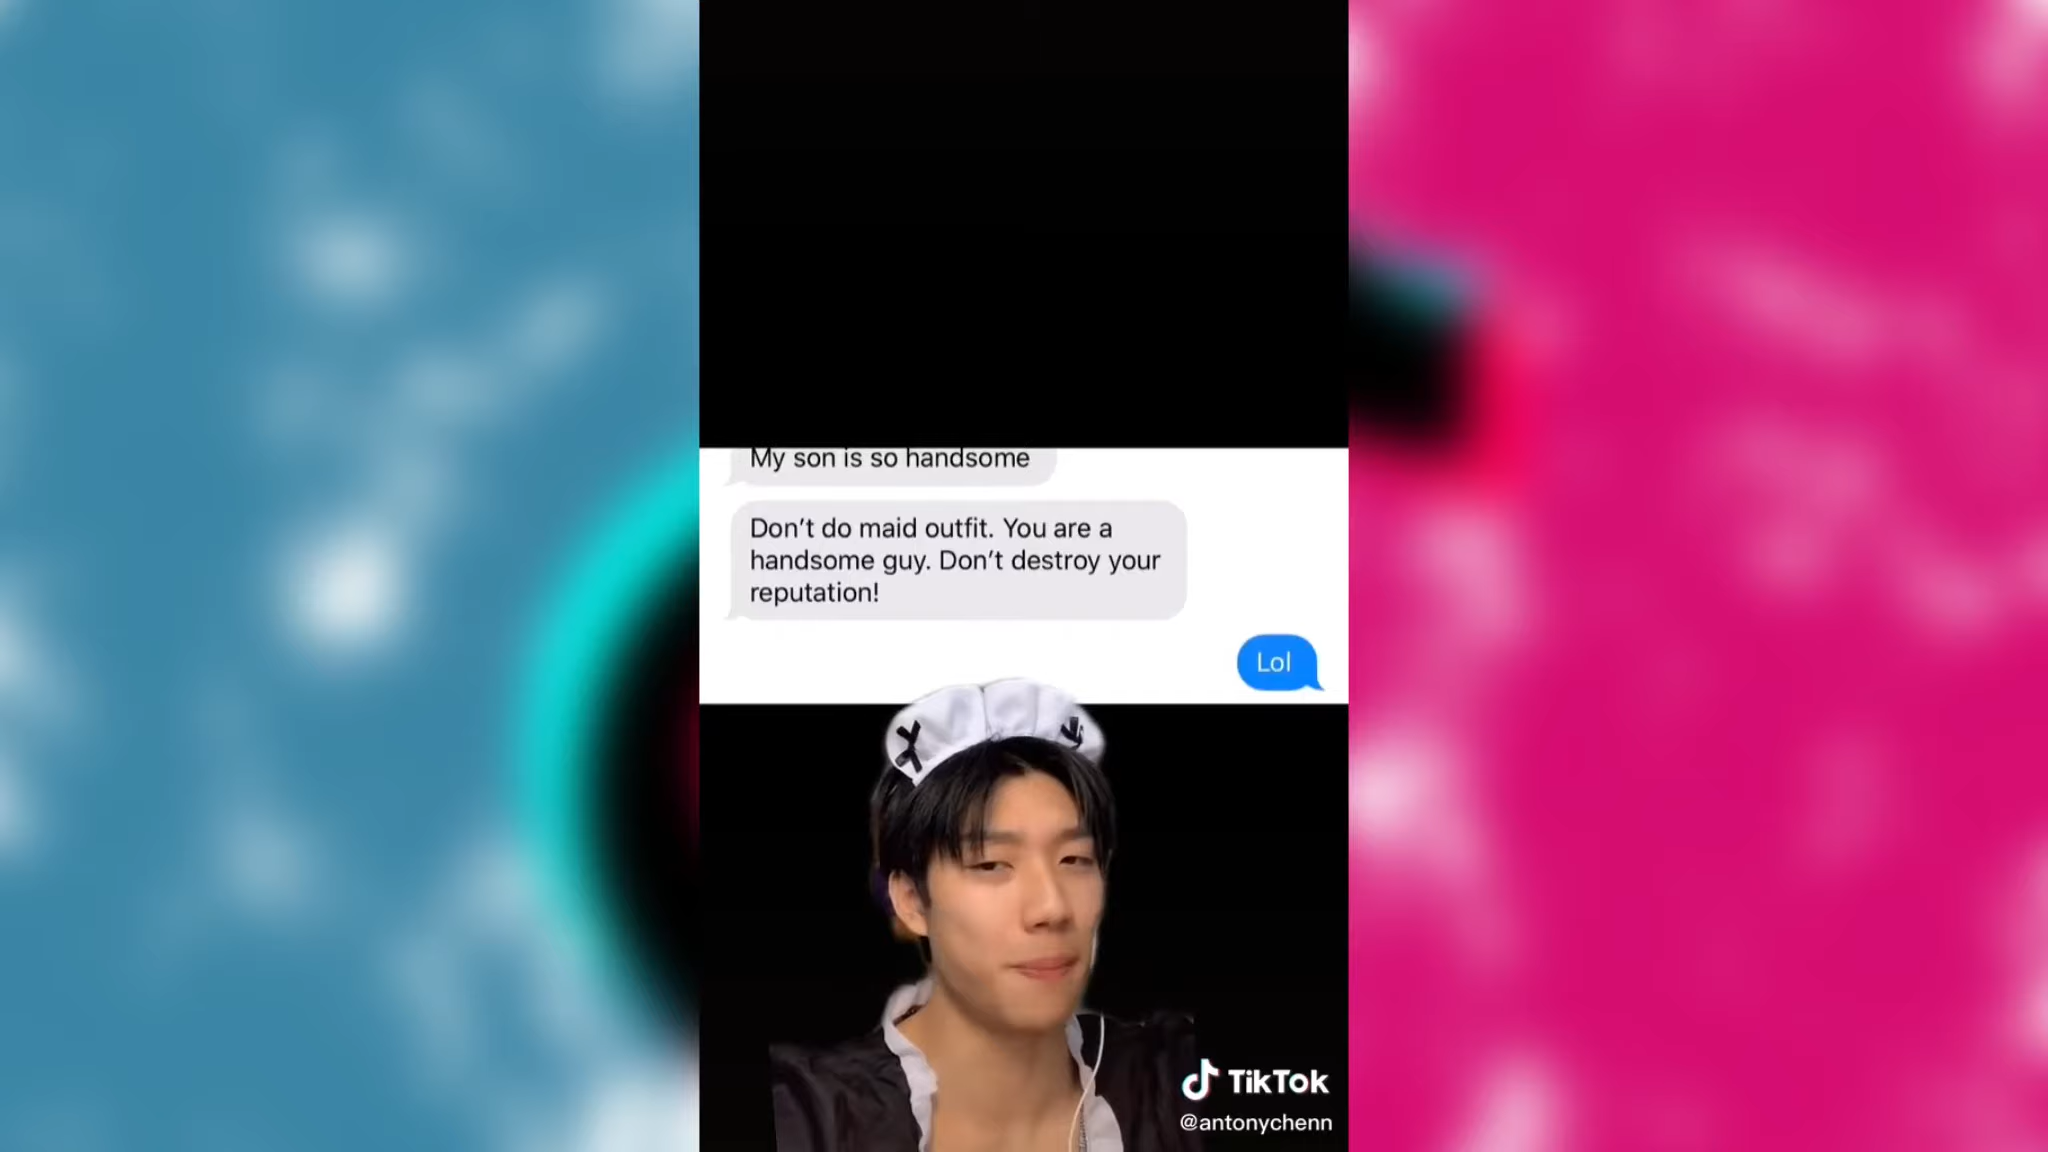 My son is so handsome
Don’t do maid outfit. You are a
handsome guy. Don’t destroy your
reputation!
Lol
TikTok
@antonychenn